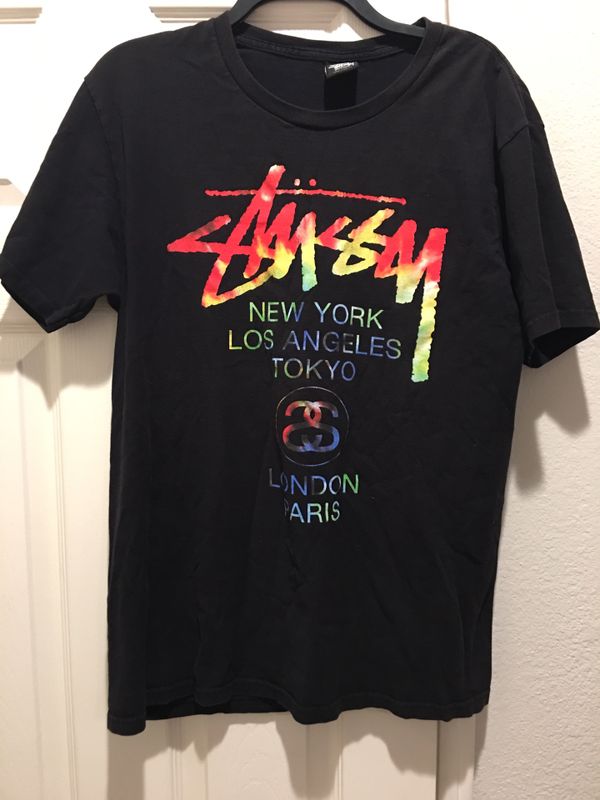 STÜSSY
NEW YORK
LOS ANGELES
TOKYO
LONDON
PARIS